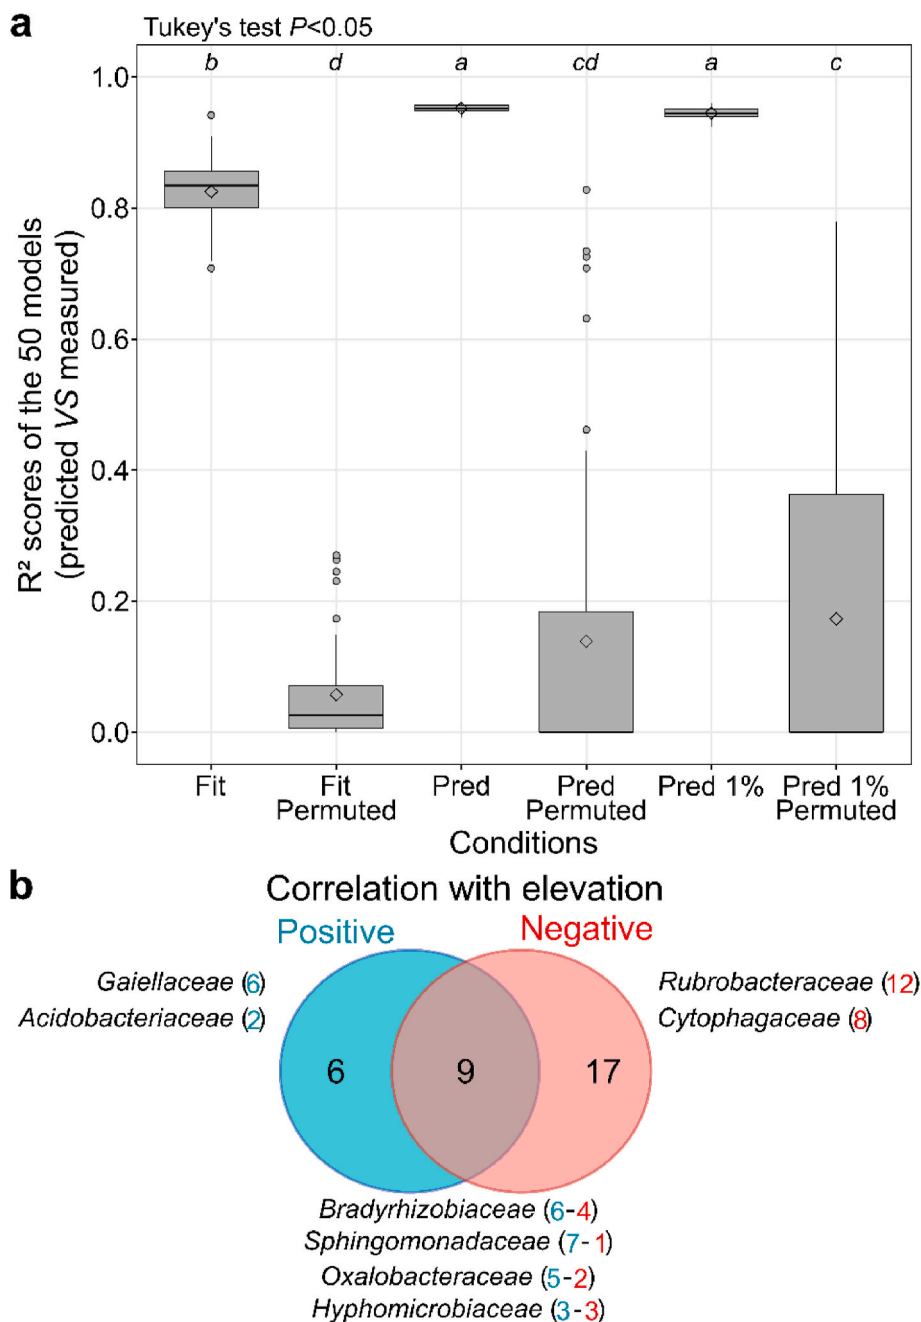 a
Tukey's test P<0.05
b d a cd a c
1.0
0.8
0.6
0.4
0.2
0.0
R² scores of the 50 models
(predicted VS measured)
Fit Fit Permuted Pred Pred Permuted Pred 1% Pred 1% Permuted
Conditions
b
Correlation with elevation
Positive Negative
Gaiellaceae (6) Rubrobacteraceae (12)
Acidobacteriaceae (2) Cytophagaceae (8)
6 9 17
Bradyrhizobiaceae (6-4)
Sphingomonadaceae (7-1)
Oxalobacteraceae (5-2)
Hyphomicrobiaceae (3-3)